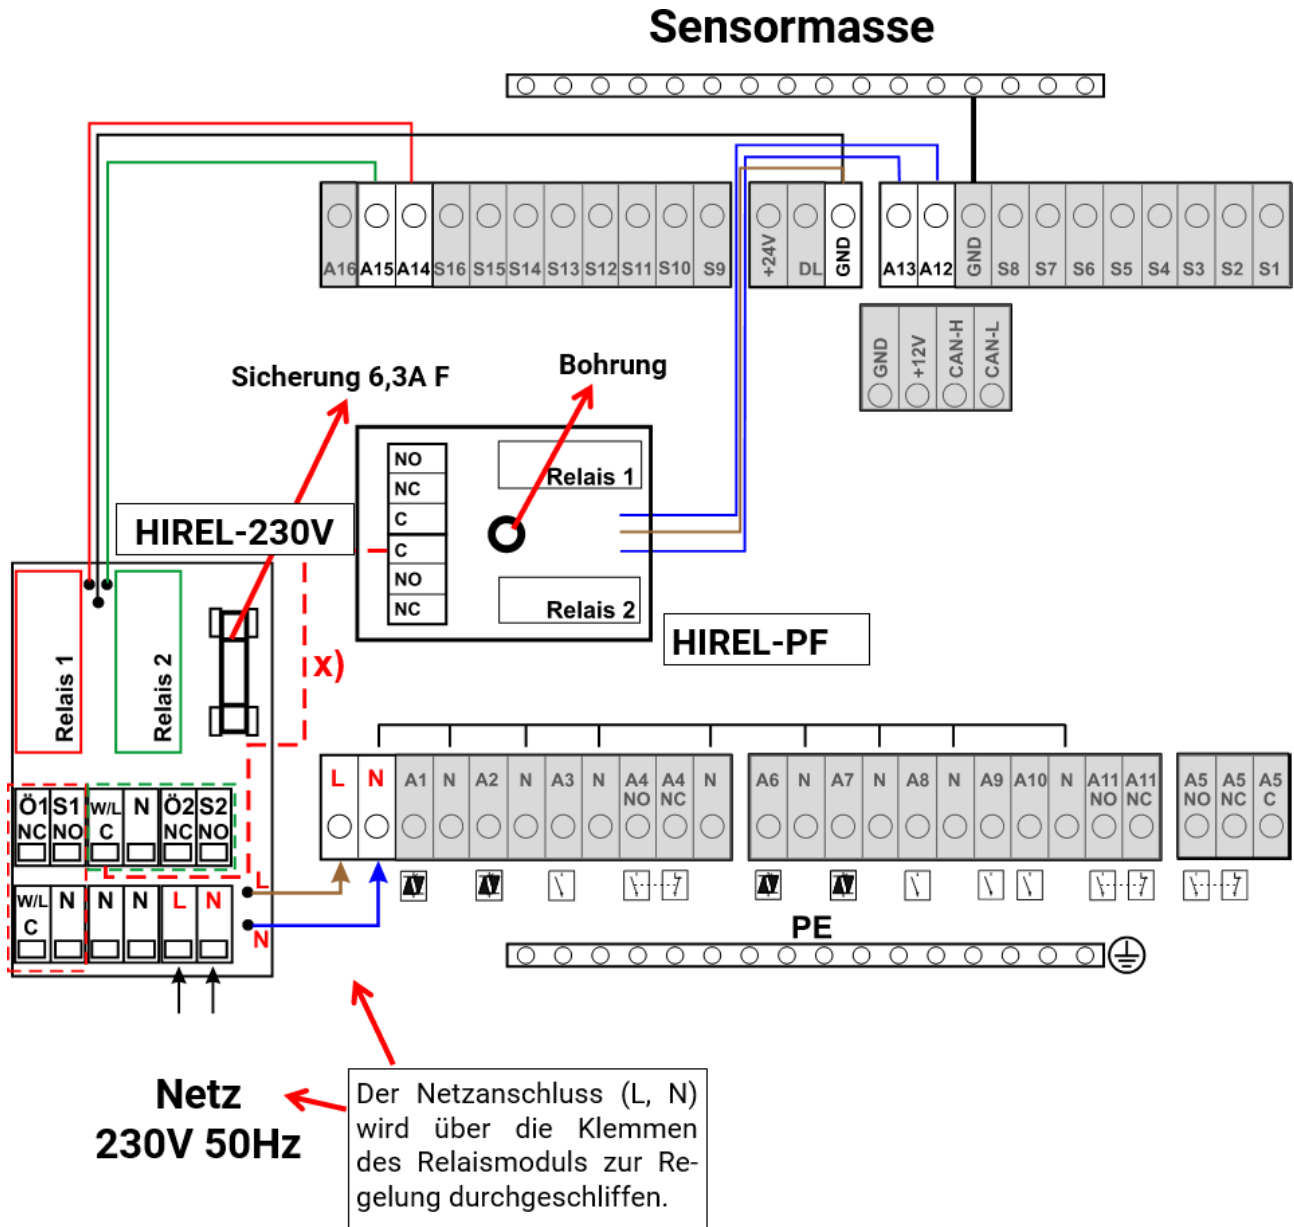 Sensormasse
A16 A15 A14 S16 S15 S14 S13 S12 S11 S10 S9
+24V DL GND
A13 A12 GND S8 S7 S6 S5 S4 S3 S2 S1
GND +12V CAN-H CAN-L
Sicherung 6,3A F
Bohrung
NO
NC
C
C
NO
NC
Relais 1
Relais 2
HIREL-230V
HIREL-PF
Relais 1
Relais 2
x)
L N A1 N A2 N A3 N A4 A4 N
NO NC
A6 N A7 N A8 N A9 A10 N A11 A11
NO NC
A5 A5 A5
NO NC C
Ö1 S1 W/L N Ö2 S2
NC NO C NC NO
L
W/L N N N L N
C
N
PE
Netz
230V 50Hz
Der Netzanschluss (L, N)
wird über die Klemmen
des Relaismoduls zur Re-
gelung durchgeschliffen.